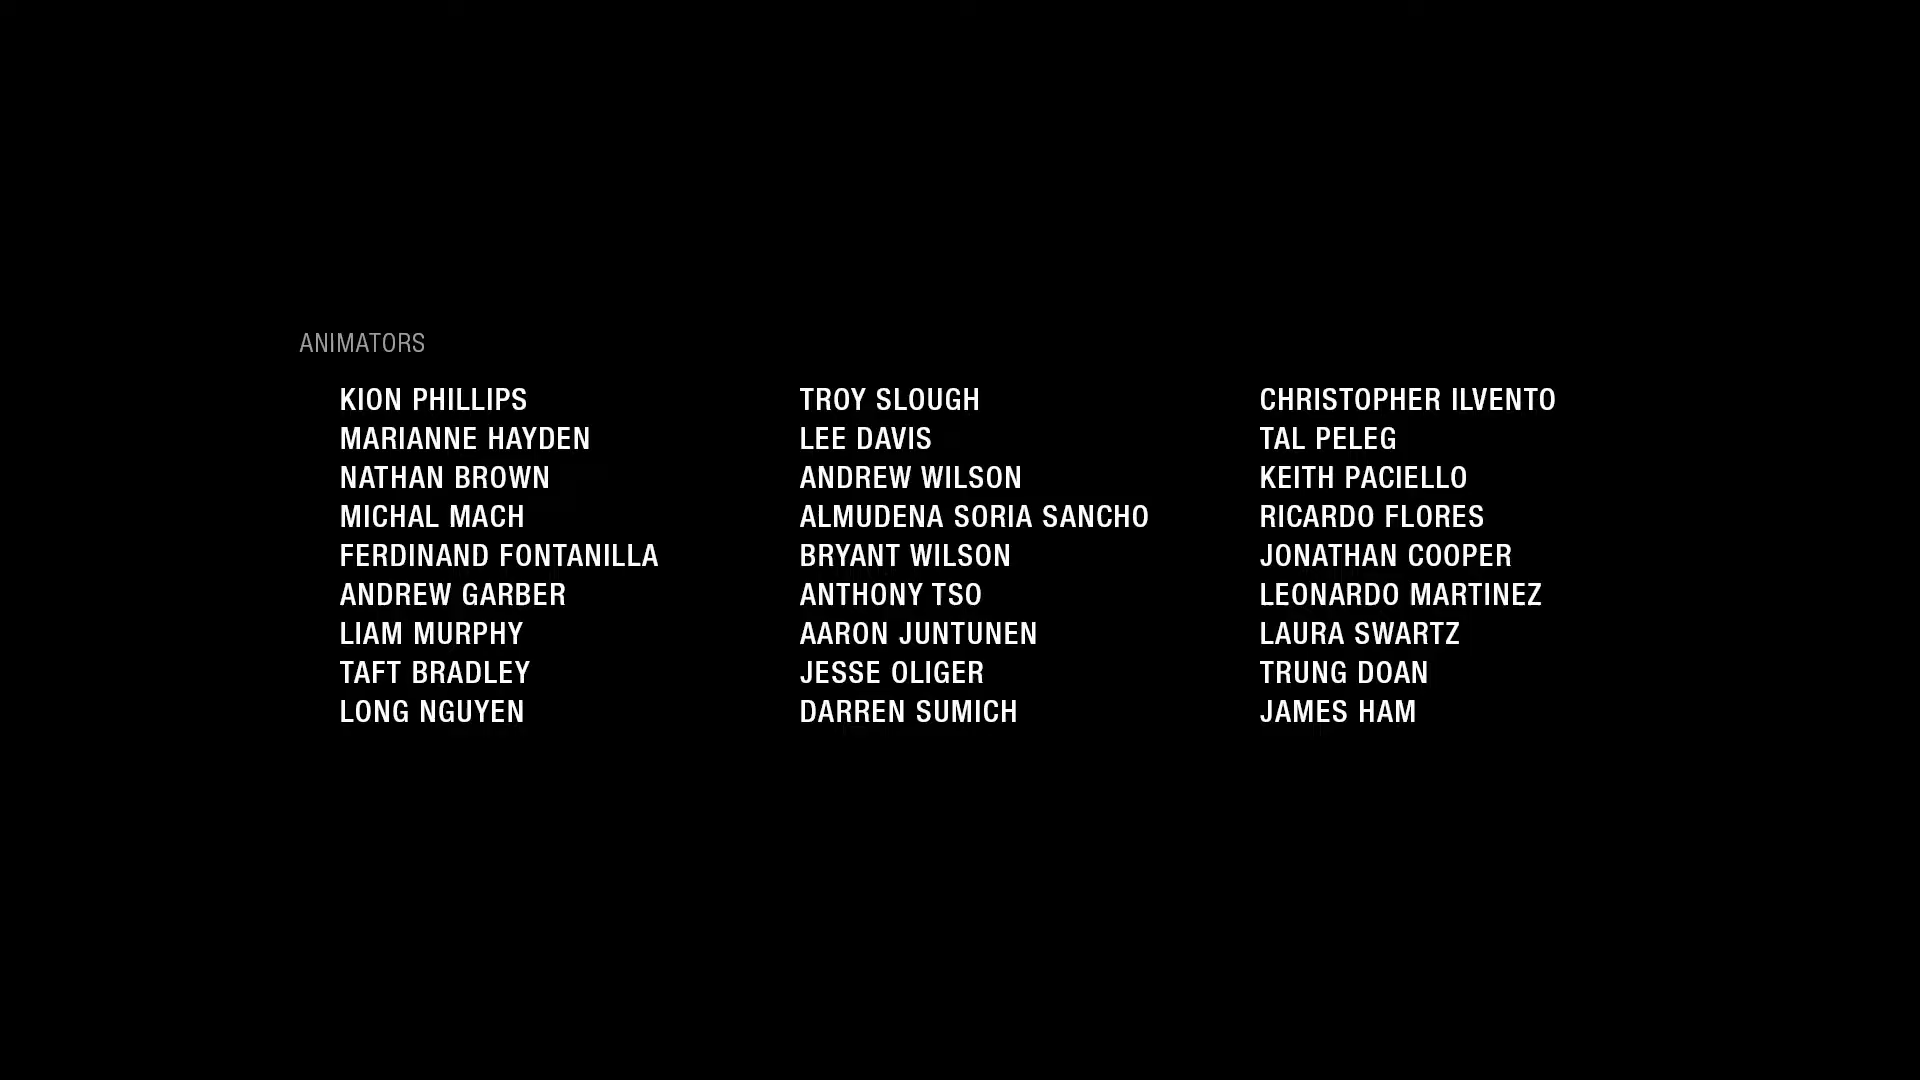 ANIMATORS
KION PHILLIPS
MARIANNE HAYDEN
NATHAN BROWN
MICHAL MACH
FERDINAND FONTANILLA
ANDREW GARBER
LIAM MURPHY
TAFT BRADLEY
LONG NGUYEN
TROY SLOUGH
LEE DAVIS
ANDREW WILSON
ALMUDENA SORIA SANCHO
BRYANT WILSON
ANTHONY TSO
AARON JUNTUNEN
JESSE OLIGER
DARREN SUMICH
CHRISTOPHER ILVENTO
TAL PELEG
KEITH PACIELLO
RICARDO FLORES
JONATHAN COOPER
LEONARDO MARTINEZ
LAURA SWARTZ
TRUNG DOAN
JAMES HAM